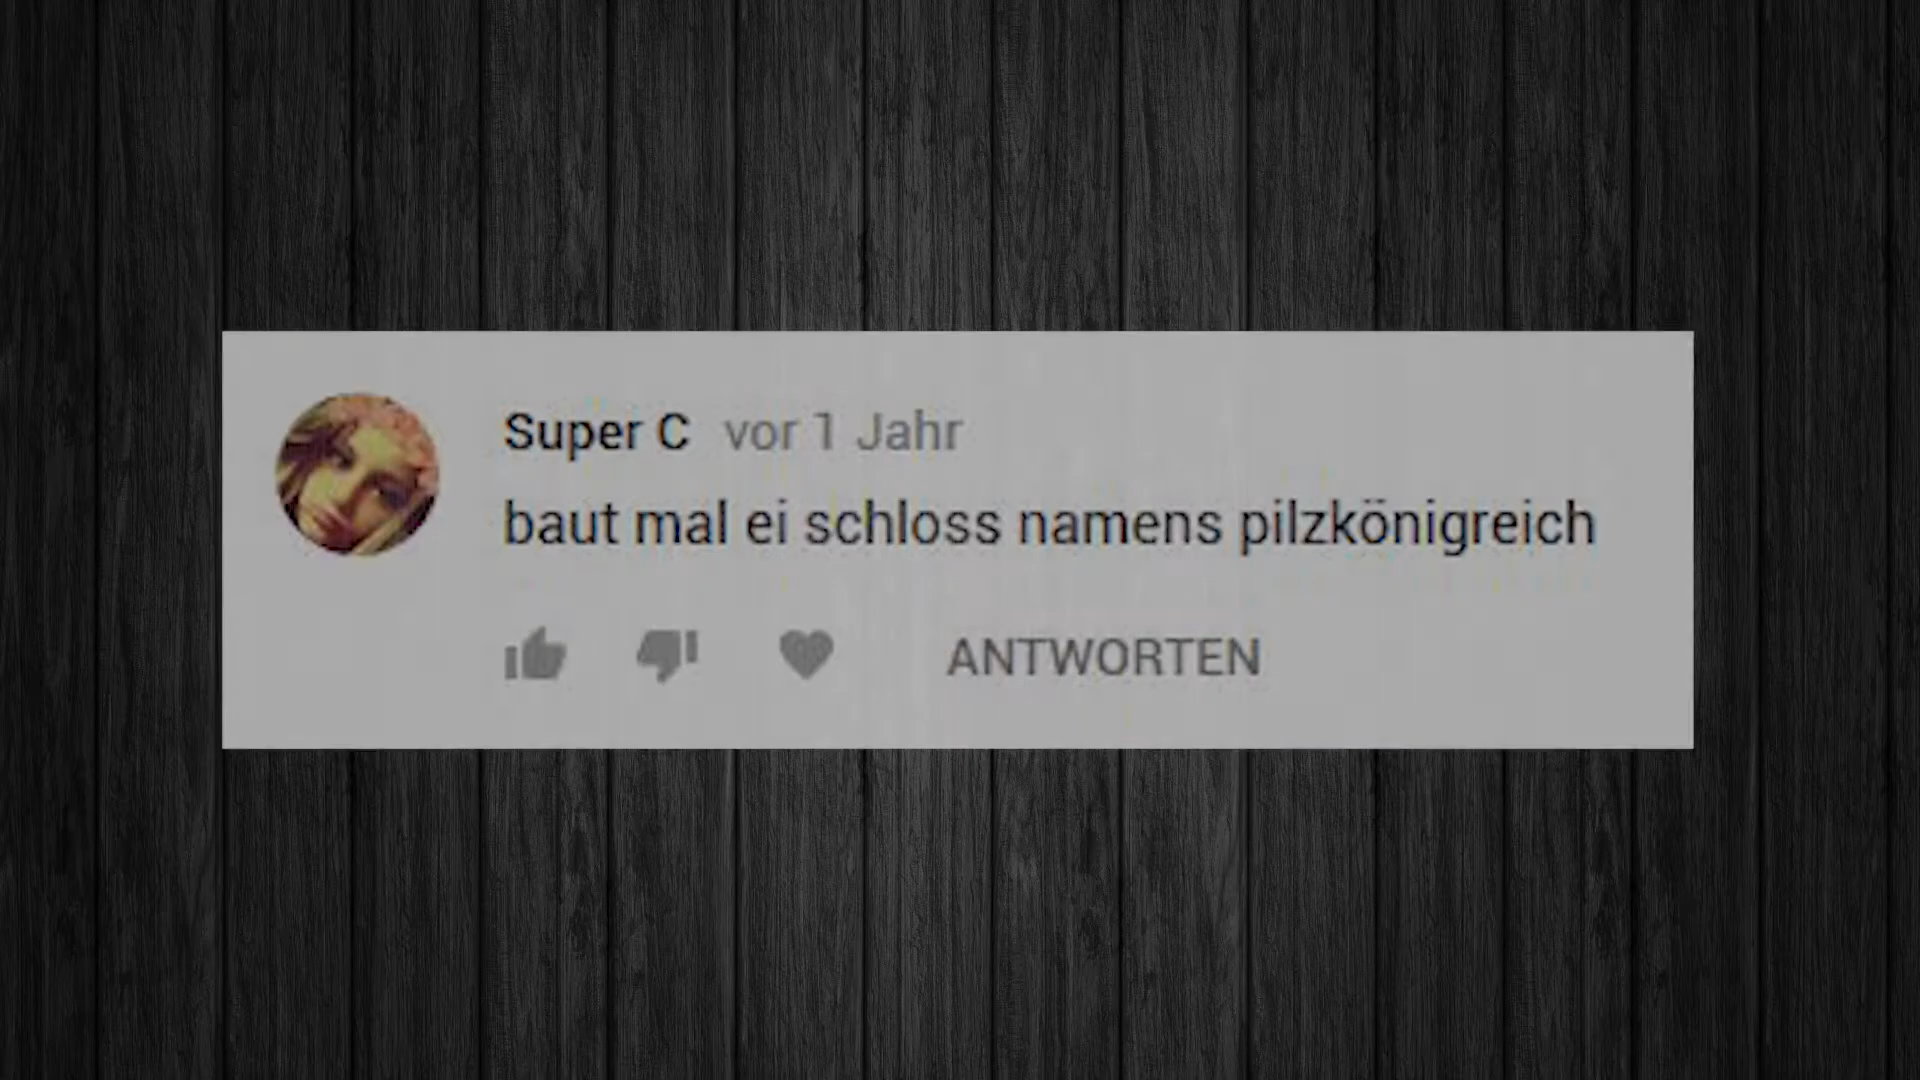 Super C vor 1 Jahr
baut mal ei schloss namens pilzkönigreich
ANTWORTEN